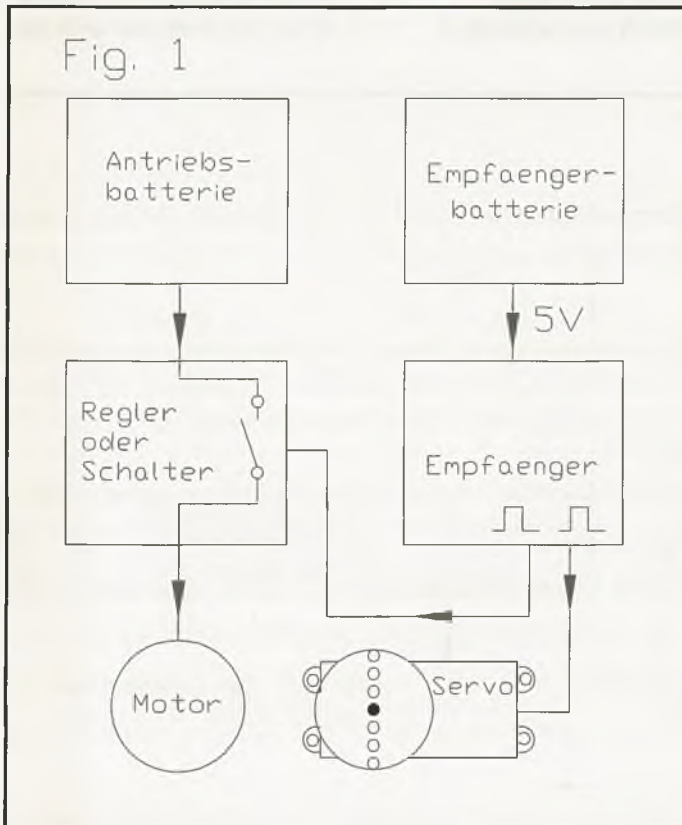 Fig. 1
Antriebs-
batterie
Empfaenger-
batterie
5V
Regler
oder
Schalter
Empfaenger
Motor
Servo